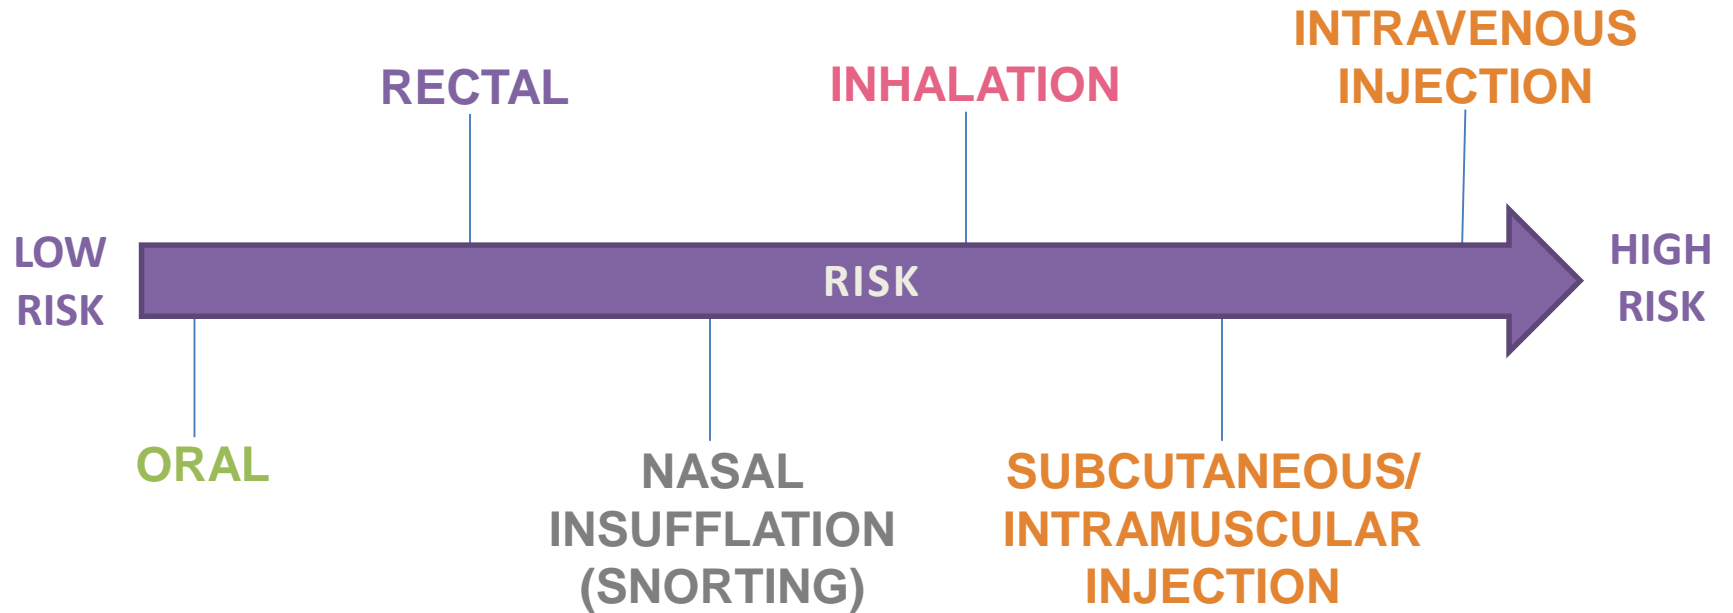 RECTAL
INHALATION
INTRAVENOUS
INJECTION
LOW
RISK
RISK
HIGH
RISK
ORAL
NASAL
INSUFFLATION
(SNORTING)
SUBCUTANEOUS/
INTRAMUSCULAR
INJECTION